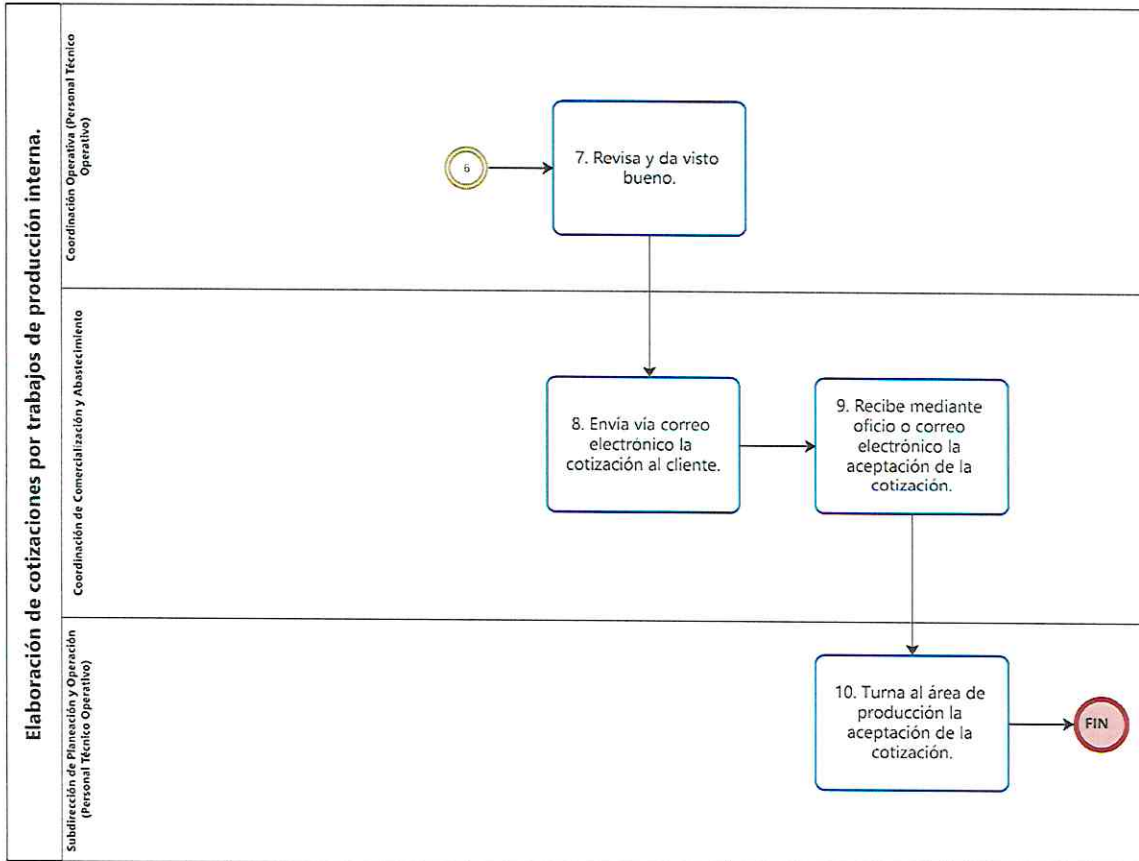 Elaboración de cotizaciones por trabajos de producción interna.
Coordinación Operativa (Personal Técnico
Operativo)
6
7. Revisa y da visto
bueno.
Coordinación de Comercialización y Abastecimiento
8. Envía vía correo
electrónico la
cotización al cliente.
9. Recibe mediante
oficio o correo
electrónico la
aceptación de la
cotización.
Subdirección de Planeación y Operación
(Personal Técnico Operativo)
10. Turna al área de
producción la
aceptación de la
cotización.
FIN